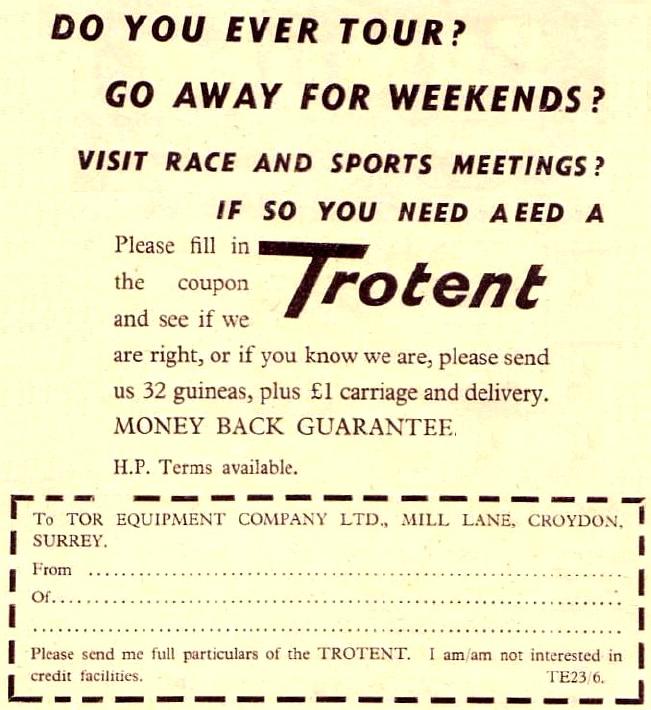 DO YOU EVER TOUR?
GO AWAY FOR WEEKENDS?
VISIT RACE AND SPORTS MEETINGS?
IF SO YOU NEED AEED A
Trotent
Please fill in
the coupon
and see if we
are right, or if you know we are, please send
us 32 guineas, plus £1 carriage and delivery.
MONEY BACK GUARANTEE.
H.P. Terms available.
To TOR EQUIPMENT COMPANY LTD., MILL LANE, CROYDON,
SURREY.
From ........................................................................
Of........................................................................
........................................................................
Please send me full particulars of the TROTENT. I am/am not interested in
credit facilities. TE23/6.